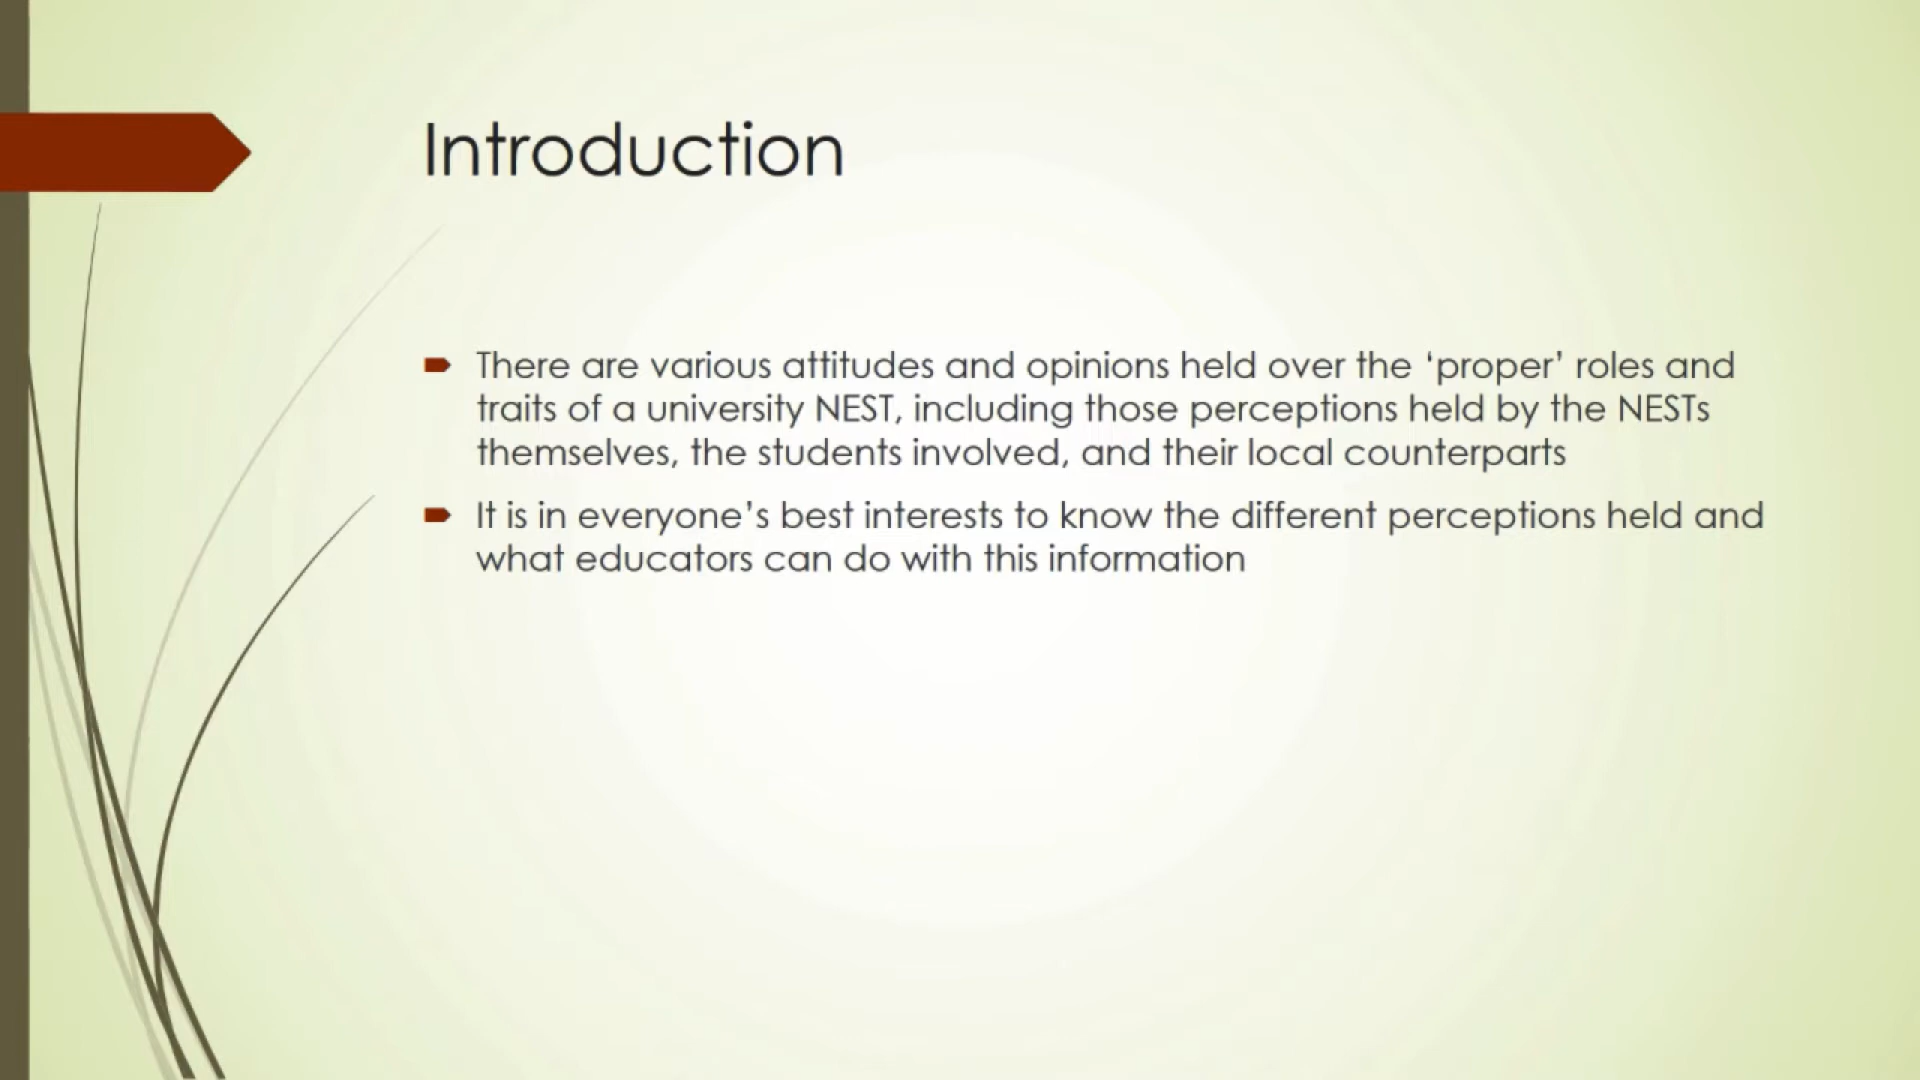 Introduction
There are various attitudes and opinions held over the ‘proper’ roles and
traits of a university NEST, including those perceptions held by the NESTs
themselves, the students involved, and their local counterparts
It is in everyone’s best interests to know the different perceptions held and
what educators can do with this information